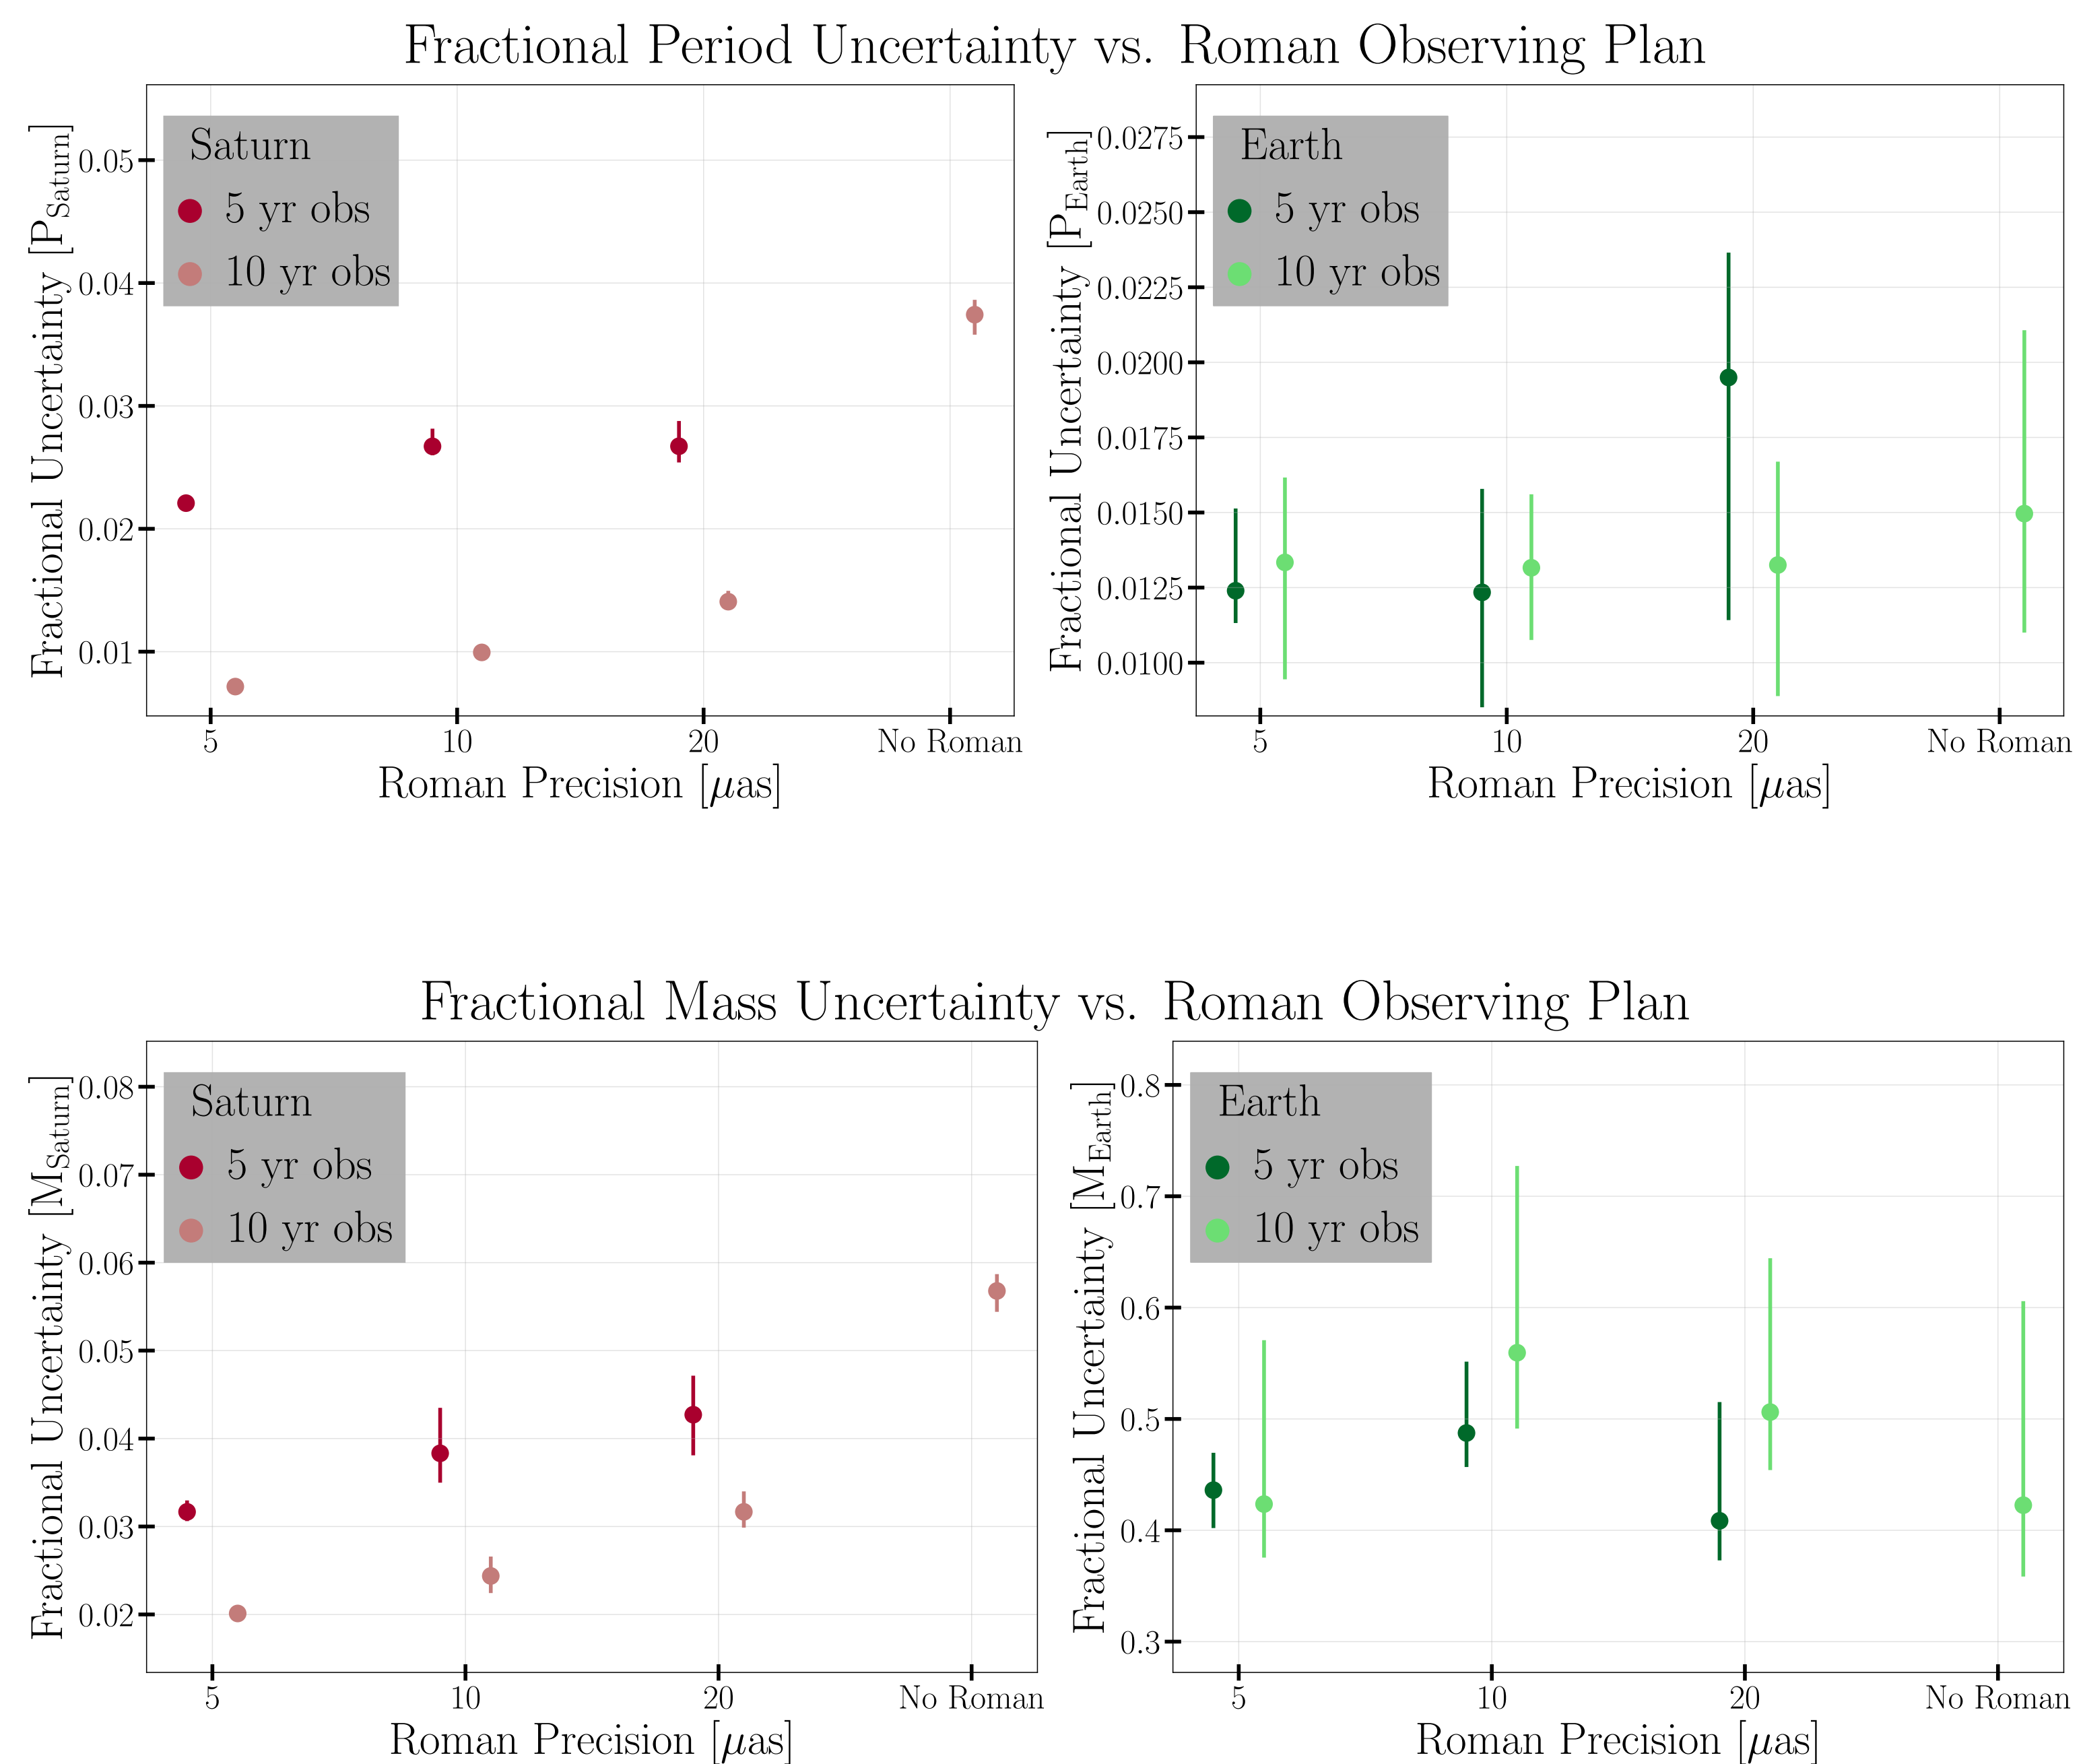 Fractional Period Uncertainty vs. Roman Observing Plan
Fractional Uncertainty [P_Saturn]
0.05
0.04
0.03
0.02
0.01
Saturn
5 yr obs
10 yr obs
5 10 20 No Roman
Roman Precision [μas]
Fractional Uncertainty [P_Earth]
0.0275
0.0250
0.0225
0.0200
0.0175
0.0150
0.0125
0.0100
Earth
5 yr obs
10 yr obs
5 10 20 No Roman
Roman Precision [μas]
Fractional Mass Uncertainty vs. Roman Observing Plan
Fractional Uncertainty [M_Saturn]
0.08
0.07
0.06
0.05
0.04
0.03
0.02
Saturn
5 yr obs
10 yr obs
5 10 20 No Roman
Roman Precision [μas]
Fractional Uncertainty [M_Earth]
0.8
0.7
0.6
0.5
0.4
0.3
Earth
5 yr obs
10 yr obs
5 10 20 No Roman
Roman Precision [μas]